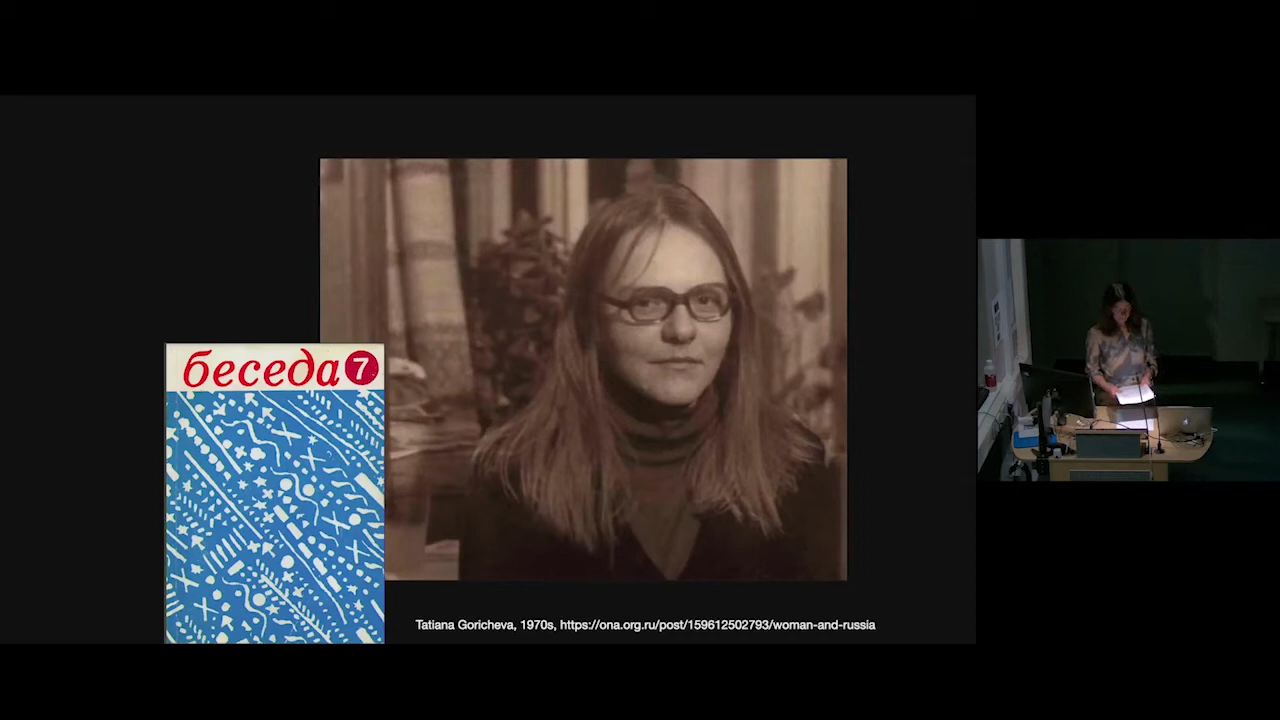 беседа 7
Tatiana Goricheva, 1970s, https://ona.org.ru/post/159612502793/woman-and-russia